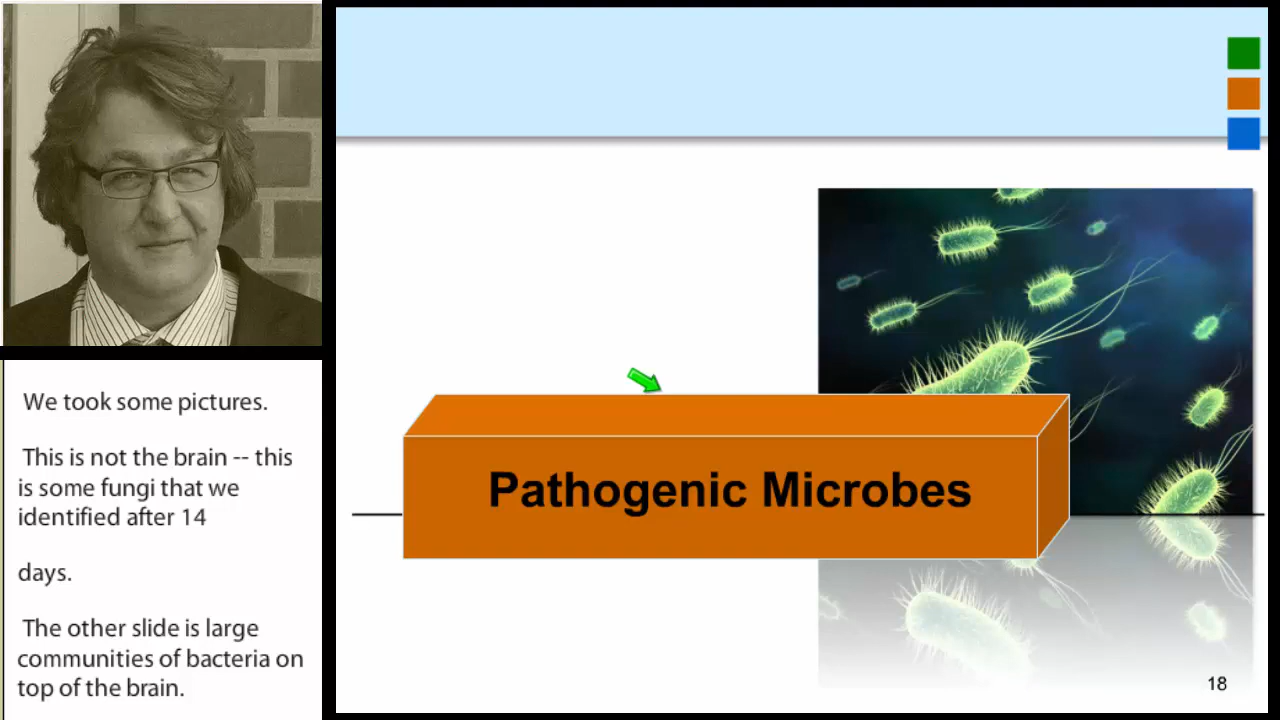 We took some pictures.
This is not the brain -- this
is some fungi that we
identified after 14
days.
The other slide is large
communities of bacteria on
top of the brain.
Pathogenic Microbes
18